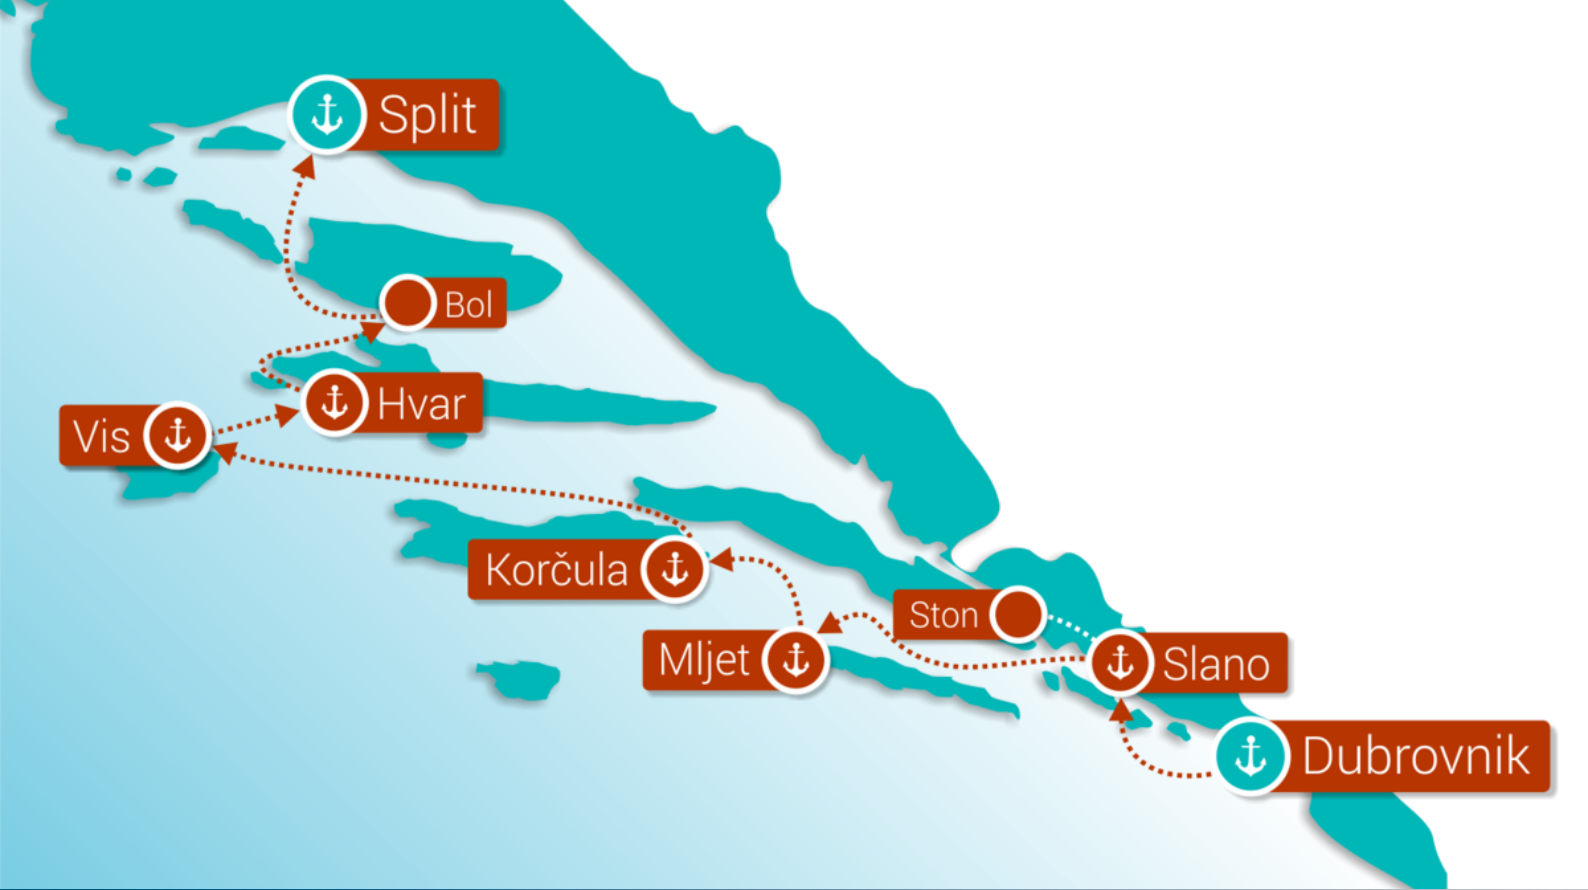 Split
Bol
Hvar
Vis
Korčula
Ston
Mljet
Slano
Dubrovnik